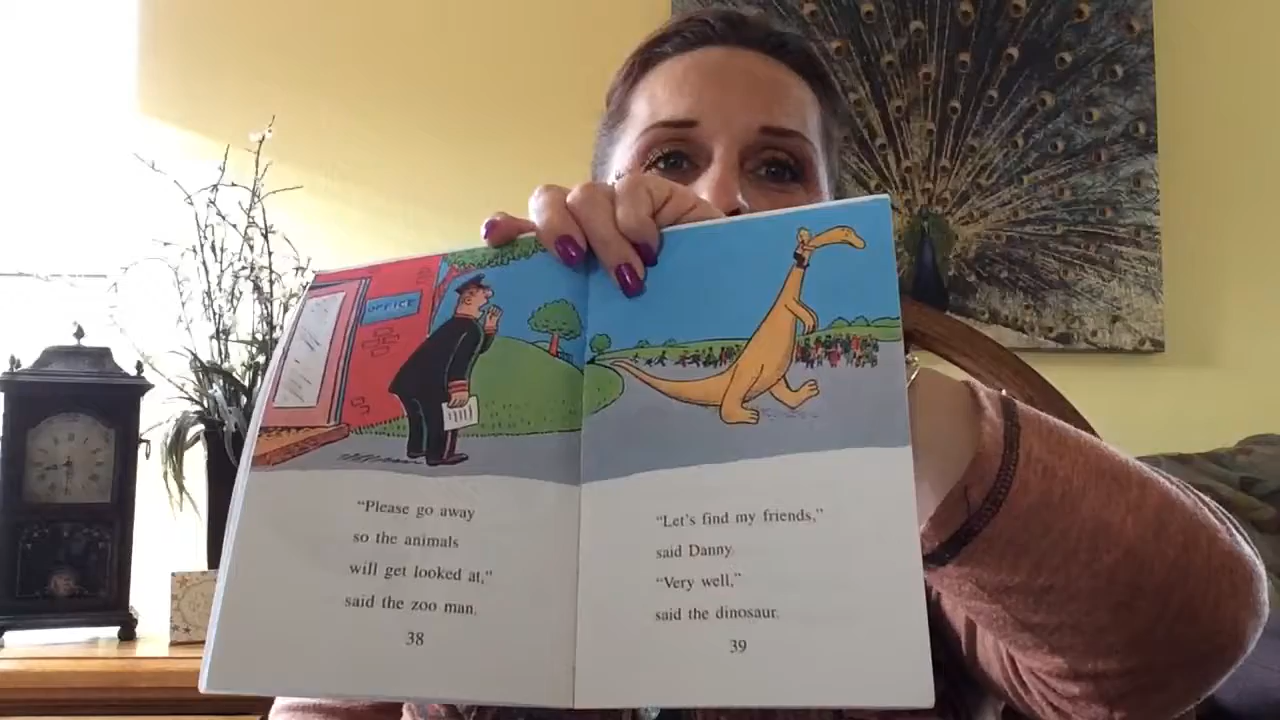 OFFICE
"Please go away
so the animals
will get looked at,"
said the zoo man.
38
"Let's find my friends,"
said Danny.
"Very well,"
said the dinosaur.
39